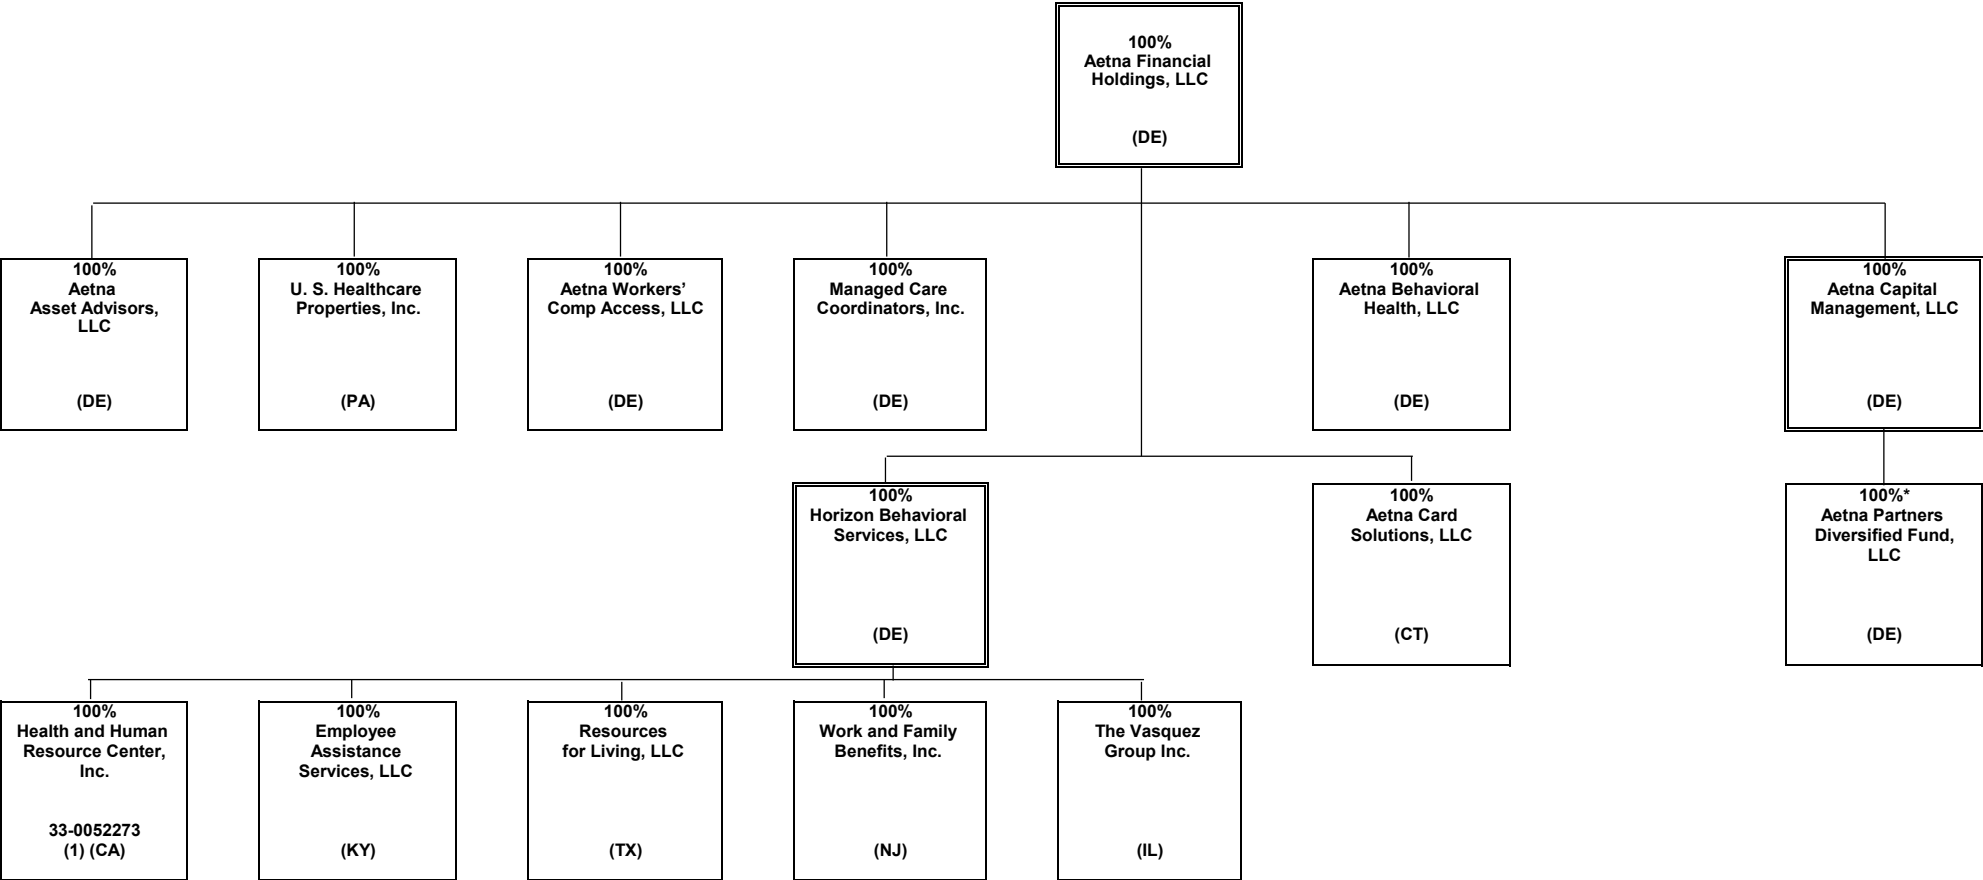 100%
Aetna Financial
Holdings, LLC
(DE)
100%
Aetna
Asset Advisors,
LLC
(DE)
100%
U. S. Healthcare
Properties, Inc.
(PA)
100%
Aetna Workers’
Comp Access, LLC
(DE)
100%
Managed Care
Coordinators, Inc.
(DE)
100%
Aetna Behavioral
Health, LLC
(DE)
100%
Aetna Capital
Management, LLC
(DE)
100%
Horizon Behavioral
Services, LLC
(DE)
100%
Aetna Card
Solutions, LLC
(CT)
100%*
Aetna Partners
Diversified Fund,
LLC
(DE)
100%
Health and Human
Resource Center,
Inc.
33-0052273
(1) (CA)
100%
Employee
Assistance
Services, LLC
(KY)
100%
Resources
for Living, LLC
(TX)
100%
Work and Family
Benefits, Inc.
(NJ)
100%
The Vasquez
Group Inc.
(IL)